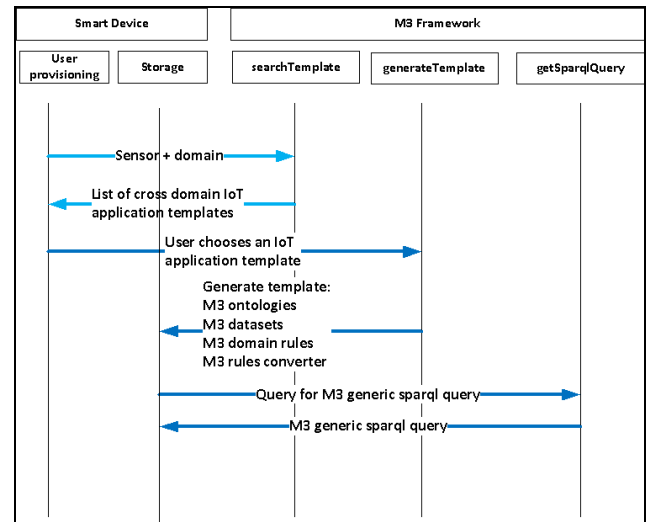 Smart Device
M3 Framework
User
provisioning
Storage
searchTemplate
generateTemplate
getSparqlQuery
Sensor + domain
List of cross domain IoT
application templates
User chooses an IoT
application template
Generate template:
M3 ontologies
M3 datasets
M3 domain rules
M3 rules converter
Query for M3 generic sparql query
M3 generic sparql query